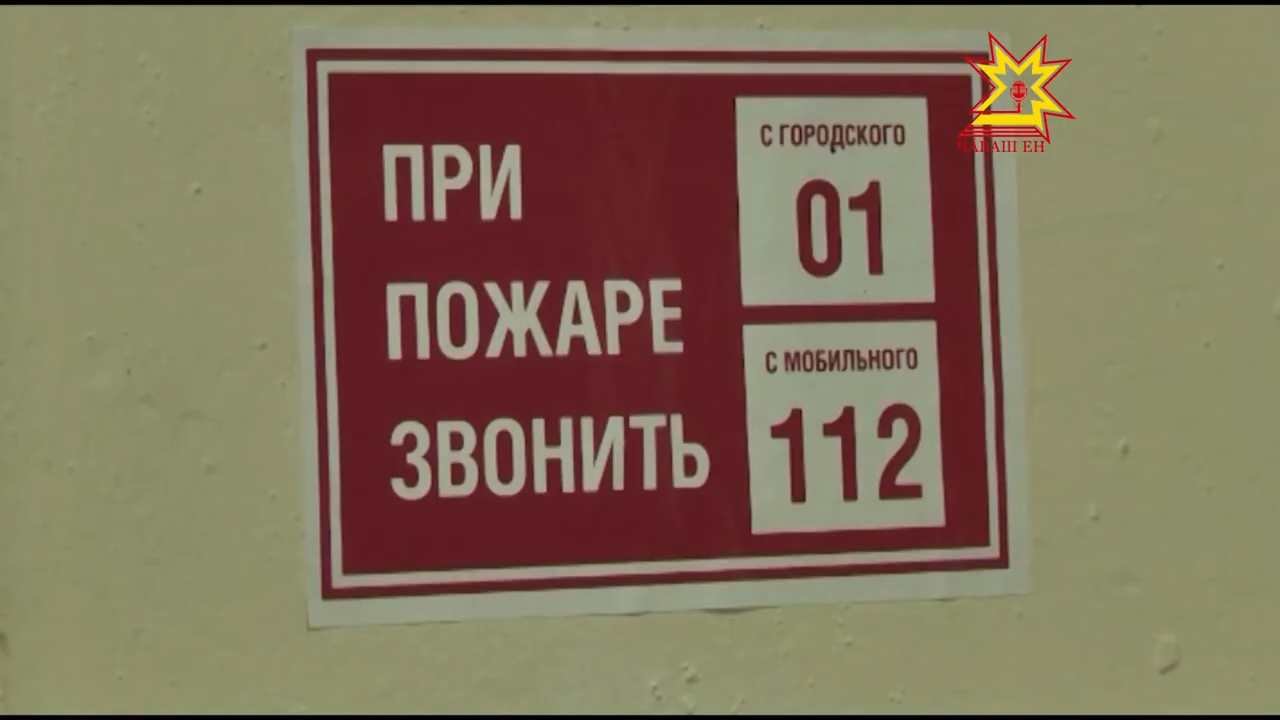 ПРИ
ПОЖАРЕ
ЗВОНИТЬ
С ГОРОДСКОГО
01
С МОБИЛЬНОГО
112
ЧАВАШ ЕН